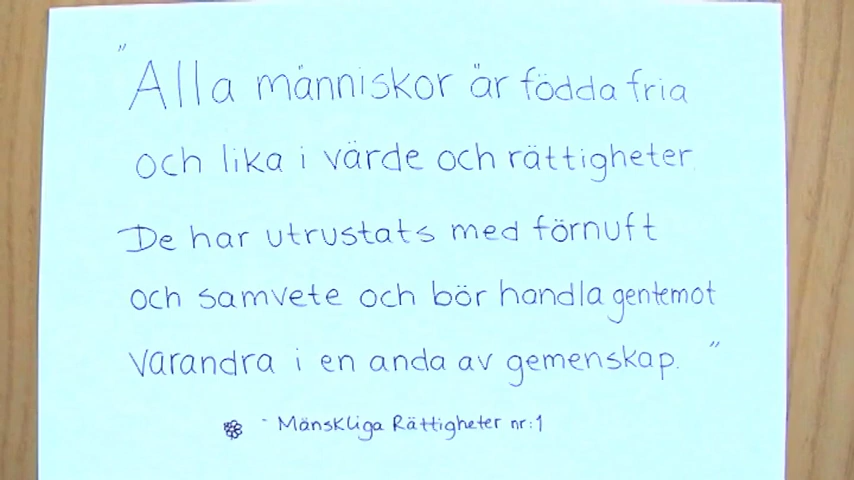 "Alla människor är födda fria
och lika i värde och rättigheter.
De har utrustats med förnuft
och samvete och bör handla gentemot
varandra i en anda av gemenskap."
- Mänskliga Rättigheter nr:1